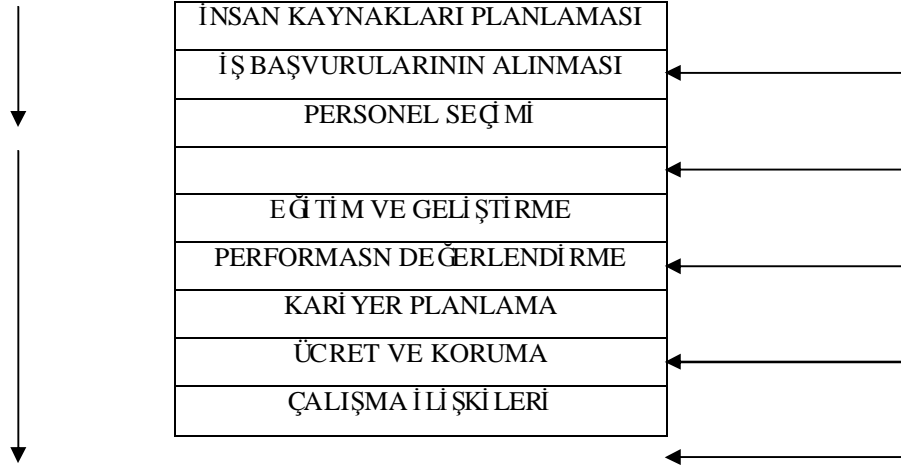 İNSAN KAYNAKLARI PLANLAMASI
İŞ BAŞVURULARININ ALINMASI
PERSONEL SEÇİMİ
EĞİTİM VE GELİŞTİRME
PERFORMASN DEĞERLENDİRME
KARİYER PLANLAMA
ÜCRET VE KORUMA
ÇALIŞMA İLİŞKİLERİ